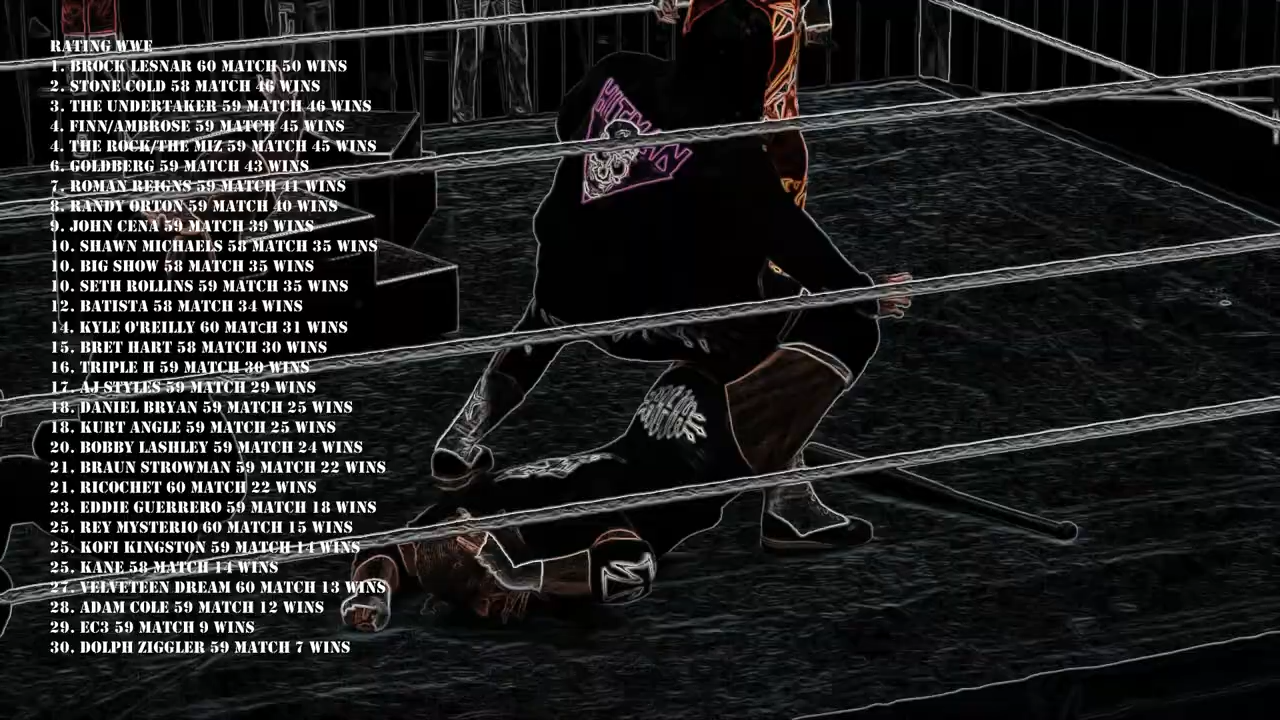 RATING WWE
1. BROCK LESNAR 60 MATCH 50 WINS
2. STONE COLD 58 MATCH 46 WINS
3. THE UNDERTAKER 59 MATCH 46 WINS
4. FINN/AMBROSE 59 MATCH 45 WINS
4. THE ROCK/THE MIZ 59 MATCH 45 WINS
6. GOLDBERG 59 MATCH 43 WINS
7. ROMAN REIGNS 59 MATCH 41 WINS
8. RANDY ORTON 59 MATCH 40 WINS
9. JOHN CENA 59 MATCH 39 WINS
10. SHAWN MICHAELS 58 MATCH 35 WINS
10. BIG SHOW 58 MATCH 35 WINS
10. SETH ROLLINS 59 MATCH 35 WINS
12. BATISTA 58 MATCH 34 WINS
14. KYLE O'REILLY 60 MATCH 31 WINS
15. BRET HART 58 MATCH 30 WINS
16. TRIPLE H 59 MATCH 30 WINS
17. AJ STYLES 59 MATCH 29 WINS
18. DANIEL BRYAN 59 MATCH 25 WINS
18. KURT ANGLE 59 MATCH 25 WINS
20. BOBBY LASHLEY 59 MATCH 24 WINS
21. BRAUN STROWMAN 59 MATCH 22 WINS
21. RICOCHET 60 MATCH 22 WINS
23. EDDIE GUERRERO 59 MATCH 18 WINS
25. REY MYSTERIO 60 MATCH 15 WINS
25. KOFI KINGSTON 59 MATCH 14 WINS
25. KANE 58 MATCH 14 WINS
27. VELVETEEN DREAM 60 MATCH 13 WINS
28. ADAM COLE 59 MATCH 12 WINS
29. EC3 59 MATCH 9 WINS
30. DOLPH ZIGGLER 59 MATCH 7 WINS